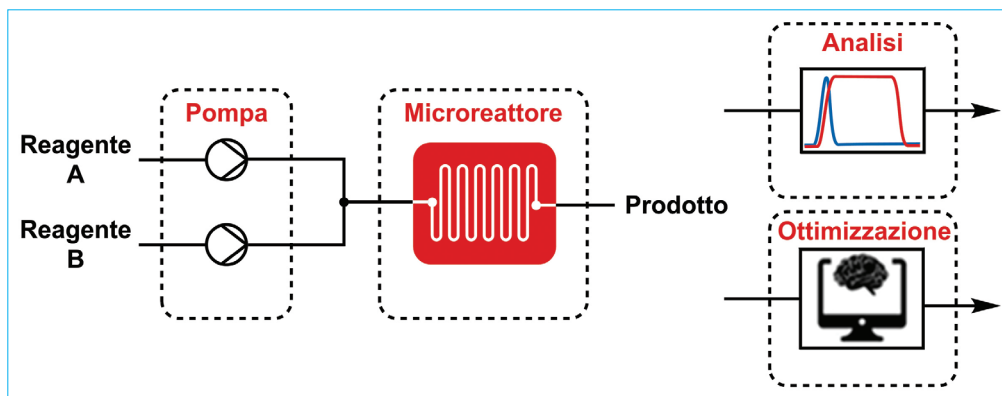 Pompa
Reagente
A
Reagente
B
Microreattore
Prodotto
Analisi
Ottimizzazione